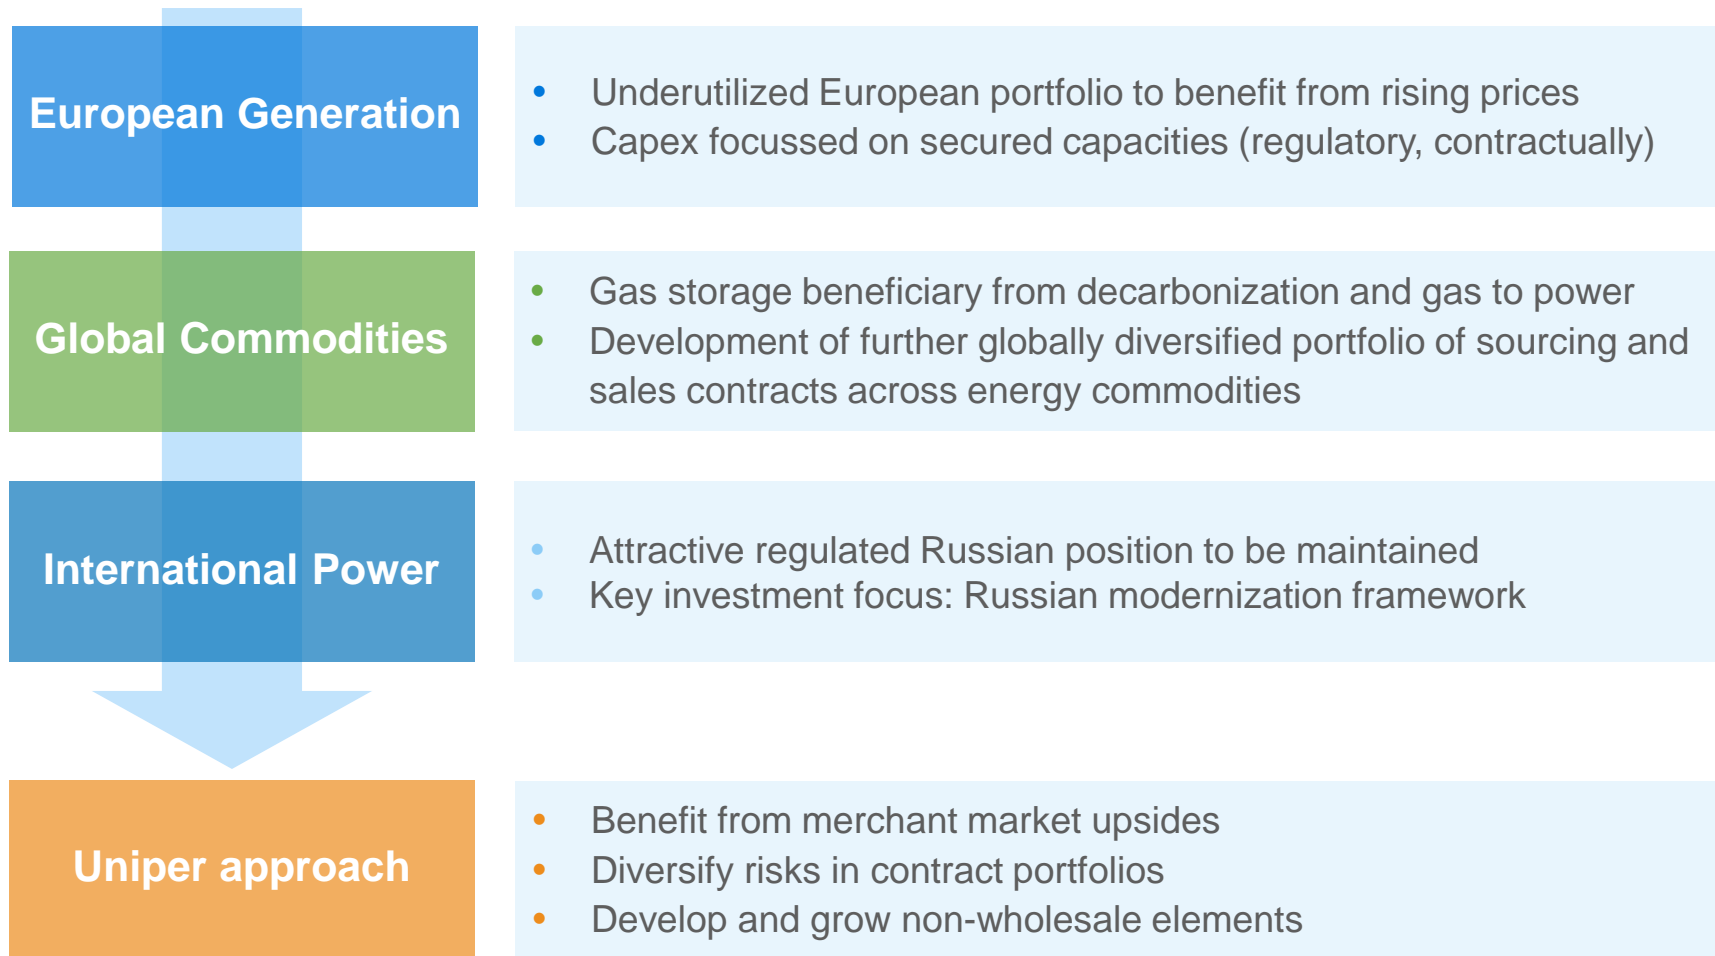 European Generation
• Underutilized European portfolio to benefit from rising prices
• Capex focussed on secured capacities (regulatory, contractually)
Global Commodities
• Gas storage beneficiary from decarbonization and gas to power
• Development of further globally diversified portfolio of sourcing and
sales contracts across energy commodities
International Power
• Attractive regulated Russian position to be maintained
• Key investment focus: Russian modernization framework
Uniper approach
• Benefit from merchant market upsides
• Diversify risks in contract portfolios
• Develop and grow non-wholesale elements